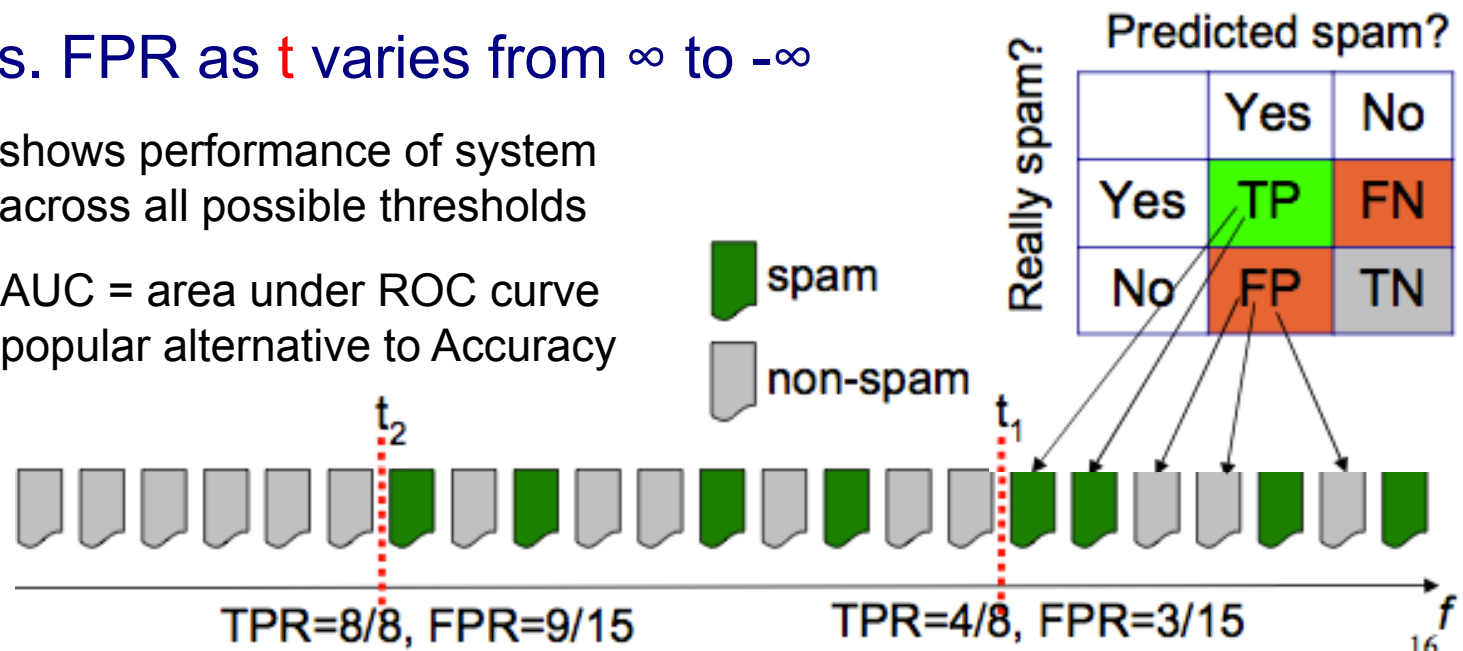 s. FPR as t varies from ∞ to -∞
shows performance of system
across all possible thresholds
AUC = area under ROC curve
popular alternative to Accuracy
spam
non-spam
Predicted spam?
Really spam?
Yes No
Yes TP FN
No FP TN
t2
t1
TPR=8/8, FPR=9/15
TPR=4/8, FPR=3/15
f
16